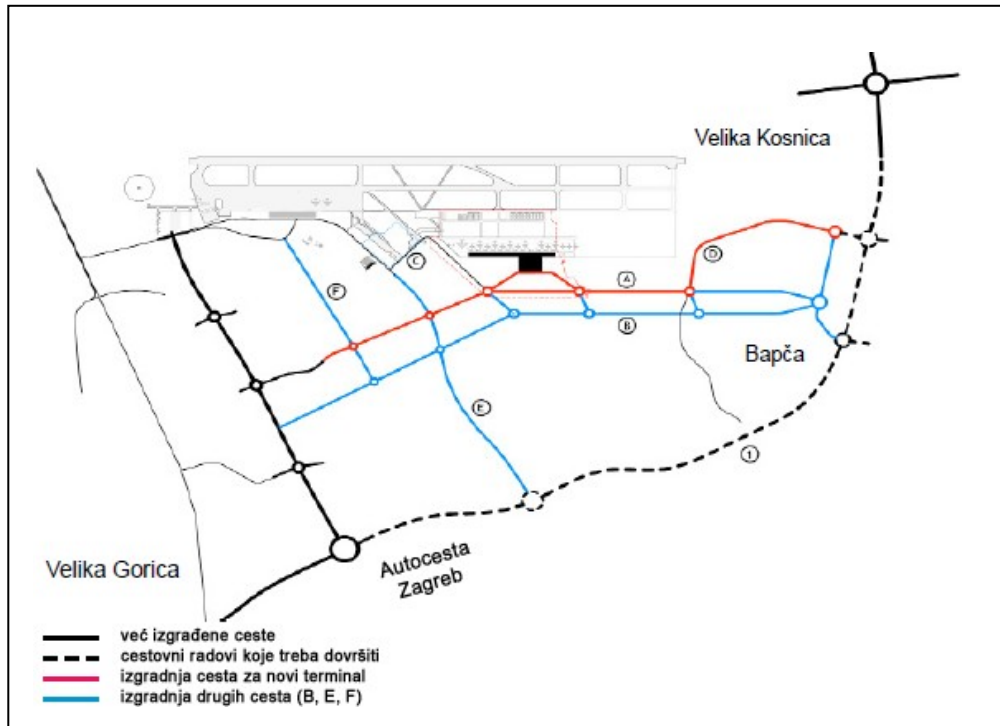 Velika Kosnica
D
C
A
F
B
Bapča
E
1
Autocesta
Zagreb
Velika Gorica
već izgrađene ceste
cestovni radovi koje treba dovršiti
izgradnja cesta za novi terminal
izgradnja drugih cesta (B, E, F)